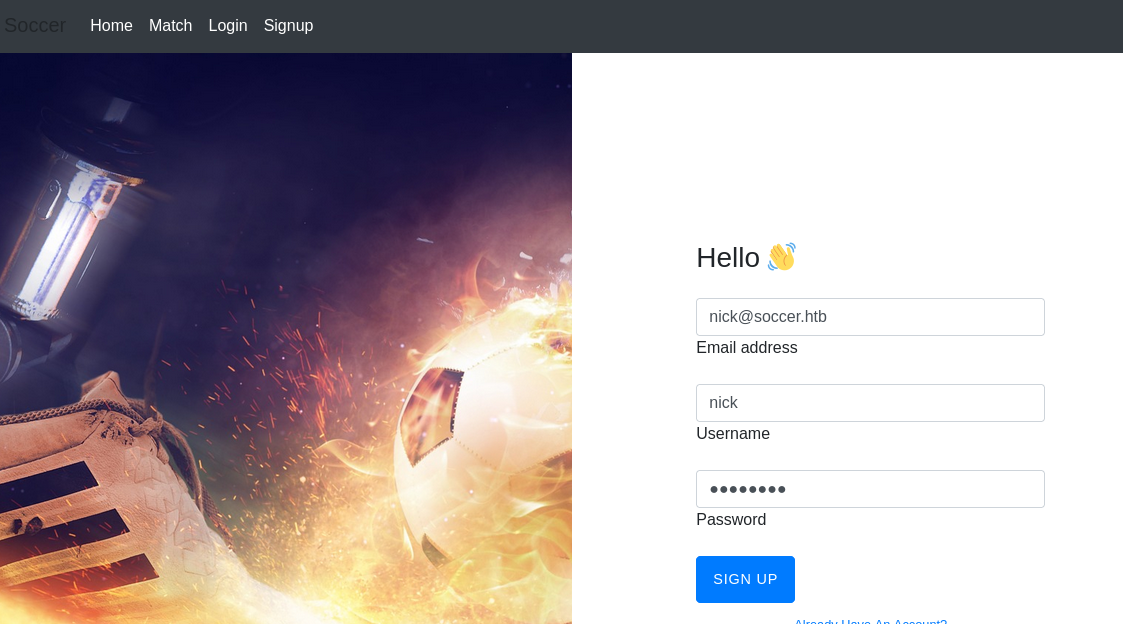 Soccer Home Match Login Signup
Hello 👋
nick@soccer.htb
Email address
nick
Username
●●●●●●●●
Password
SIGN UP
Already Have An Account?